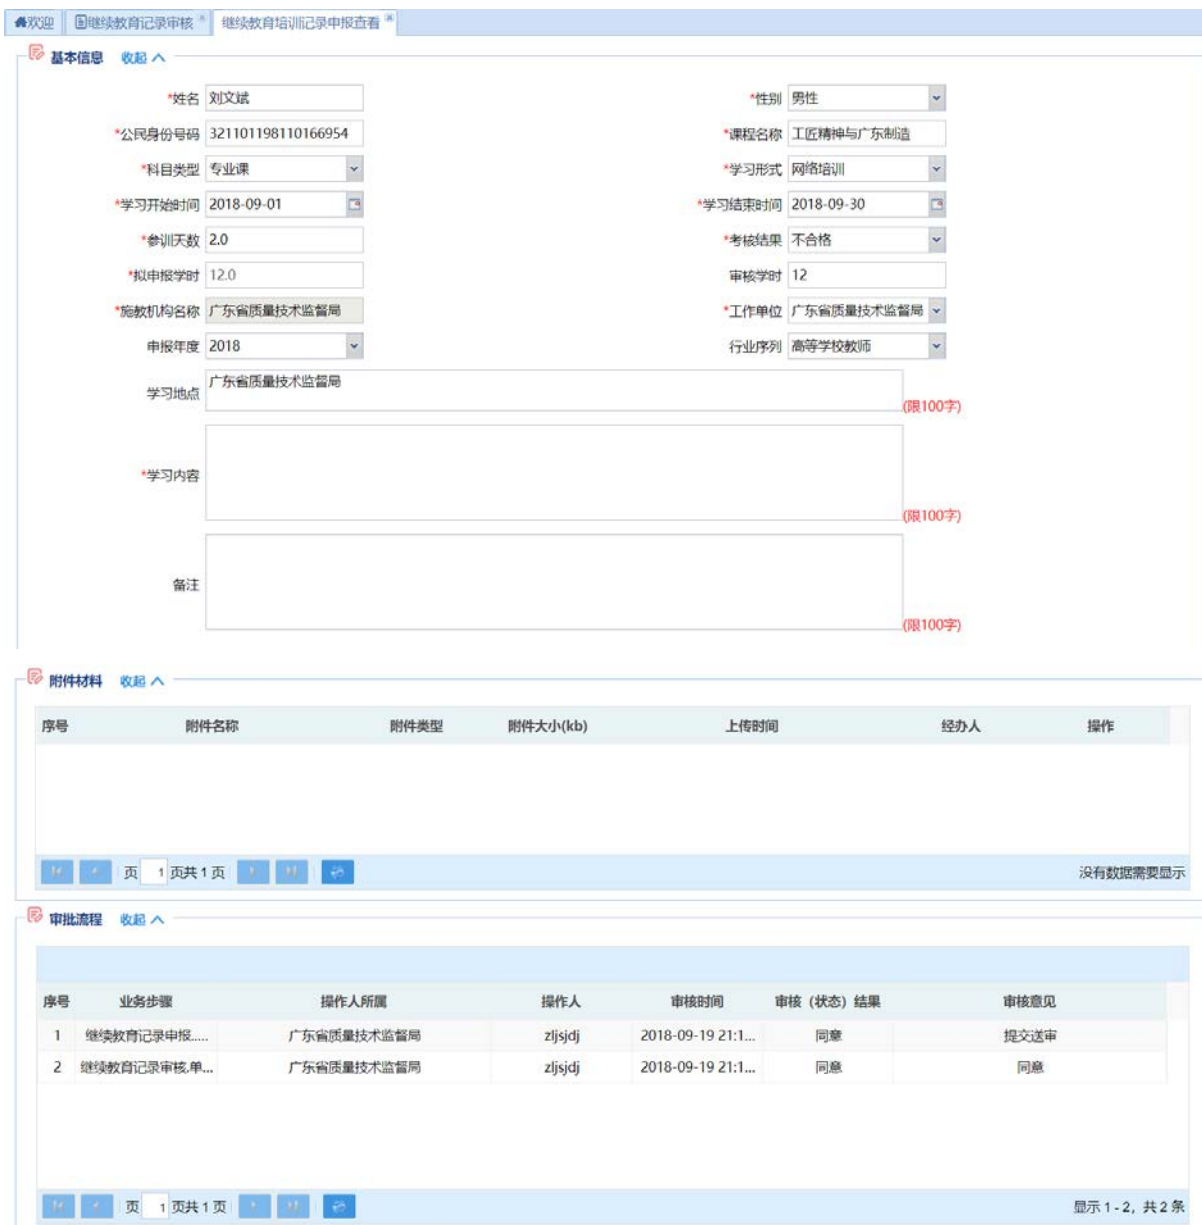 欢迎 继续教育记录审核 继续教育培训记录申报查看
基本信息 收起
*姓名 刘文斌 *性别 男性
*公民身份号码 321101198110166954 *课程名称 工匠精神与广东制造
*科目类型 专业课 *学习形式 网络培训
*学习开始时间 2018-09-01 *学习结束时间 2018-09-30
*参训天数 2.0 *考核结果 不合格
*拟申报学时 12.0 审核学时 12
*施教机构名称 广东省质量技术监督局 *工作单位 广东省质量技术监督局
申报年度 2018 行业序列 高等学校教师
学习地点 广东省质量技术监督局 (限100字)
*学习内容 (限100字)
备注 (限100字)
附件材料 收起
序号 附件名称 附件类型 附件大小(kb) 上传时间 经办人 操作
页 1 页共 1 页 没有数据需要显示
审批流程 收起
序号 业务步骤 操作人所属 操作人 审核时间 审核（状态）结果 审核意见
1 继续教育记录申报..... 广东省质量技术监督局 zljsjdj 2018-09-19 21:1... 同意 提交送审
2 继续教育记录审核,单... 广东省质量技术监督局 zljsjdj 2018-09-19 21:1... 同意 同意
页 1 页共 1 页 显示 1 - 2, 共 2 条